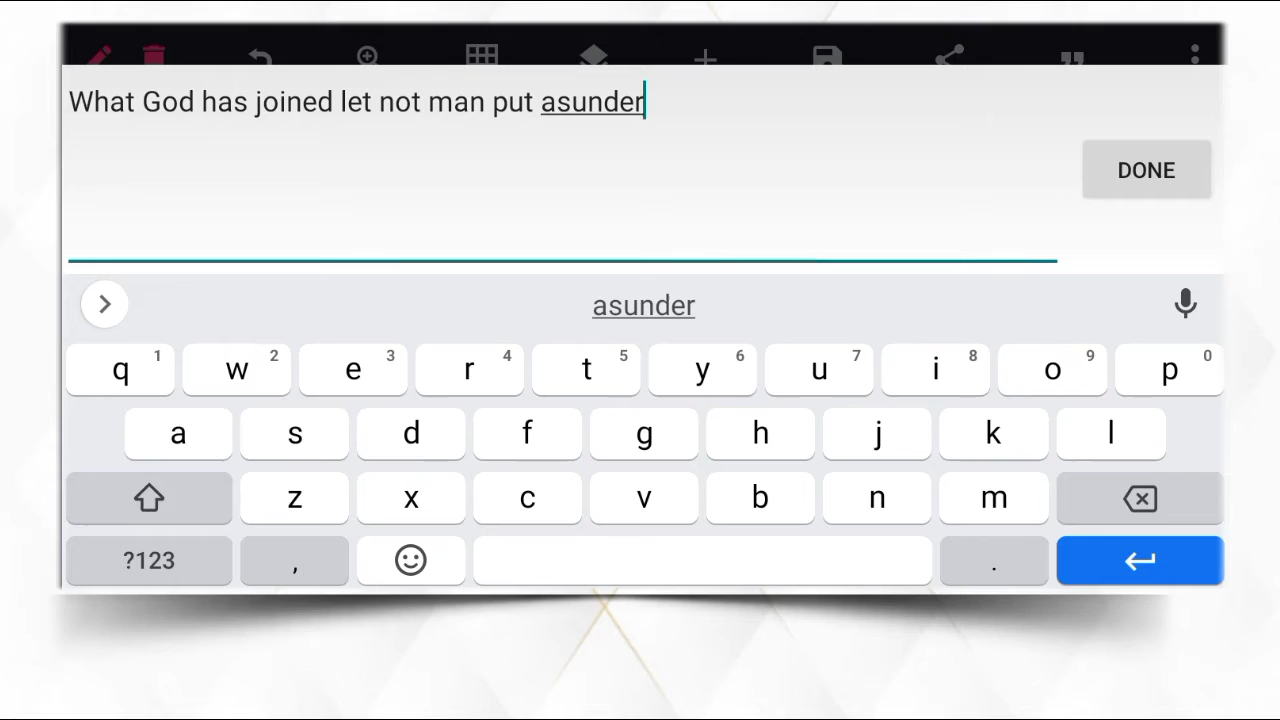 What God has joined let not man put asunder
DONE
asunder
q 1 w 2 e 3 r 4 t 5 y 6 u 7 i 8 o 9 p 0
a s d f g h j k l
z x c v b n m
?123 , .